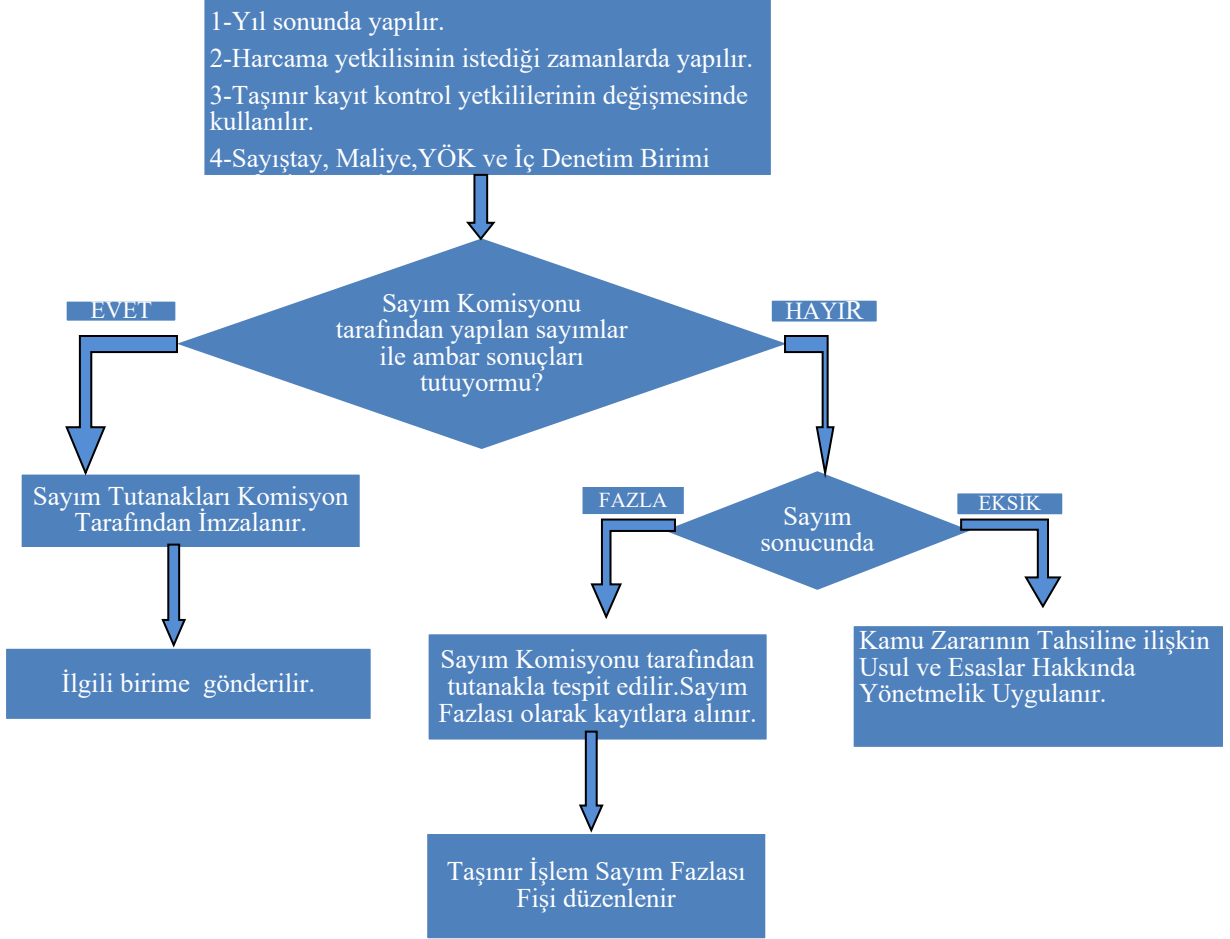 1-Yıl sonunda yapılır.
2-Harcama yetkilisinin istediği zamanlarda yapılır.
3-Taşınır kayıt kontrol yetkililerinin değişmesinde
kullanılır.
4-Sayıştay, Maliye,YÖK ve İç Denetim Birimi
EVET
Sayım Komisyonu
tarafından yapılan sayımlar
ile ambar sonuçları
tutuyormu?
HAYIR
Sayım Tutanakları Komisyon
Tarafından İmzalanır.
FAZLA
Sayım
sonucunda
EKSİK
İlgili birime  gönderilir.
Sayım Komisyonu tarafından
tutanakla tespit edilir.Sayım
Fazlası olarak kayıtlara alınır.
Kamu Zararının Tahsiline ilişkin
Usul ve Esaslar Hakkında
Yönetmelik Uygulanır.
Taşınır İşlem Sayım Fazlası
Fişi düzenlenir